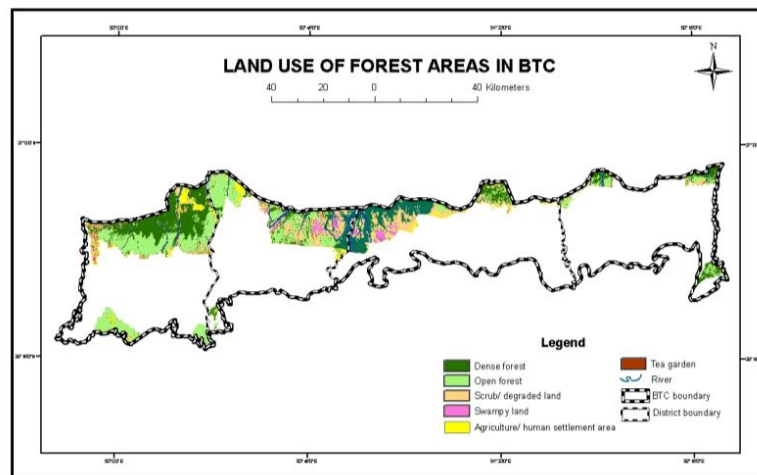 N
LAND USE OF FOREST AREAS IN BTC
40 20 0 40 Kilometers
Legend
Dense forest
Open forest
Scrub/ degraded land
Swampy land
Agriculture/ human settlement area
Tea garden
River
BTC boundary
District boundary